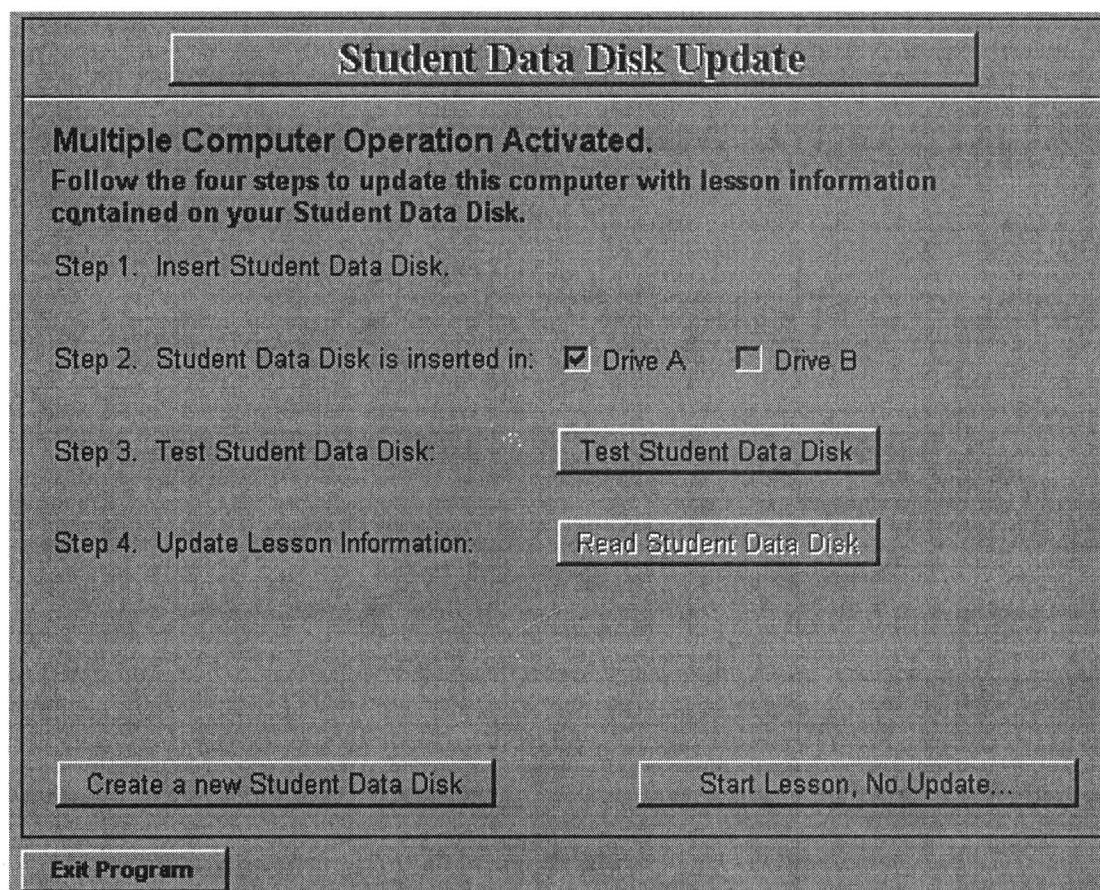 Student Data Disk Update
Multiple Computer Operation Activated.
Follow the four steps to update this computer with lesson information
contained on your Student Data Disk.
Step 1. Insert Student Data Disk.
Step 2. Student Data Disk is inserted in: Drive A Drive B
Step 3. Test Student Data Disk: Test Student Data Disk
Step 4. Update Lesson Information: Read Student Data Disk
Create a new Student Data Disk Start Lesson, No Update...
Exit Program